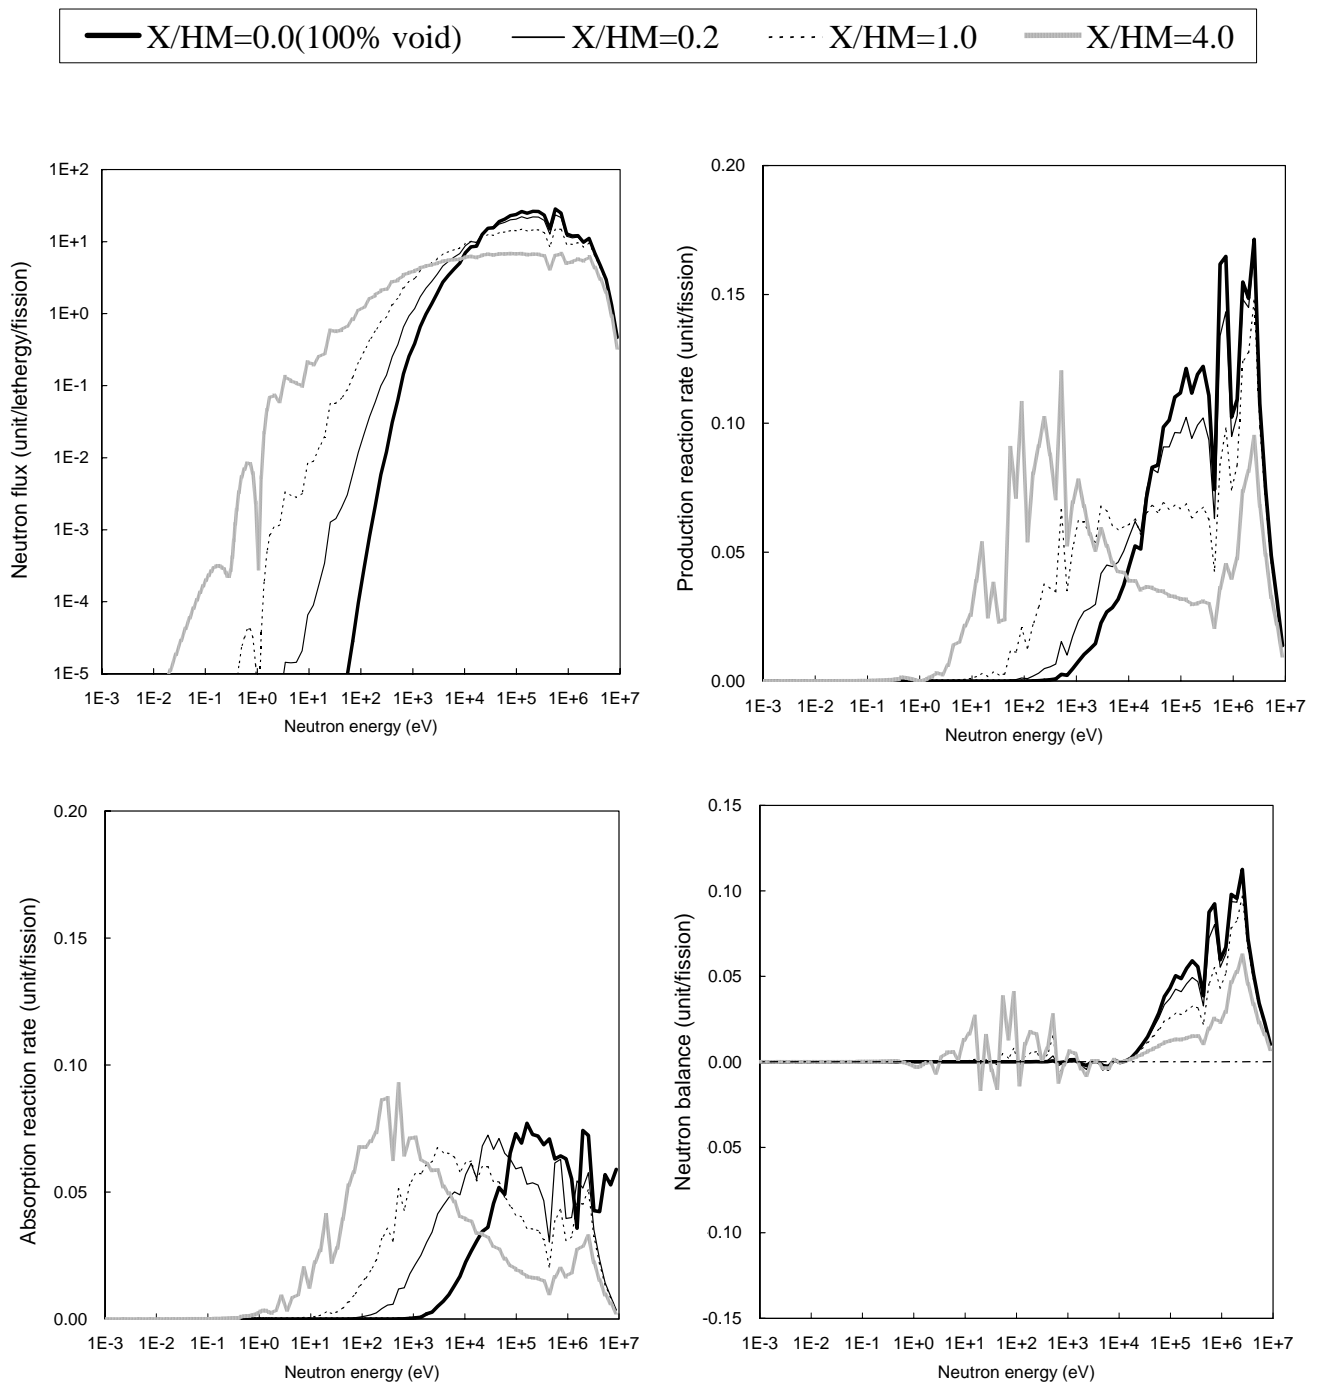 X/HM=0.0(100% void) X/HM=0.2 X/HM=1.0 X/HM=4.0
Neutron flux (unit/lethergy/fission)
1E+2
1E+1
1E+0
1E-1
1E-2
1E-3
1E-4
1E-5
1E-3 1E-2 1E-1 1E+0 1E+1 1E+2 1E+3 1E+4 1E+5 1E+6 1E+7
Neutron energy (eV)
Production reaction rate (unit/fission)
0.20
0.15
0.10
0.05
0.00
1E-3 1E-2 1E-1 1E+0 1E+1 1E+2 1E+3 1E+4 1E+5 1E+6 1E+7
Neutron energy (eV)
Absorption reaction rate (unit/fission)
0.20
0.15
0.10
0.05
0.00
1E-3 1E-2 1E-1 1E+0 1E+1 1E+2 1E+3 1E+4 1E+5 1E+6 1E+7
Neutron energy (eV)
Neutron balance (unit/fission)
0.15
0.10
0.05
0.00
0.05
0.10
-0.15
1E-3 1E-2 1E-1 1E+0 1E+1 1E+2 1E+3 1E+4 1E+5 1E+6 1E+7
Neutron energy (eV)